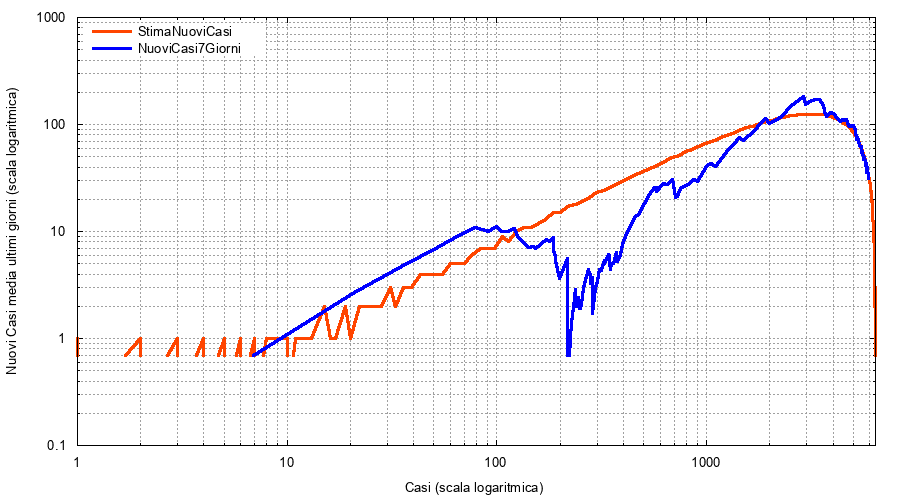 1000
StimaNuoviCasi
NuoviCasi7Giorni
100
10
1
0.1
Nuovi Casi media ultimi giorni (scala logaritmica)
1 10 100 1000
Casi (scala logaritmica)